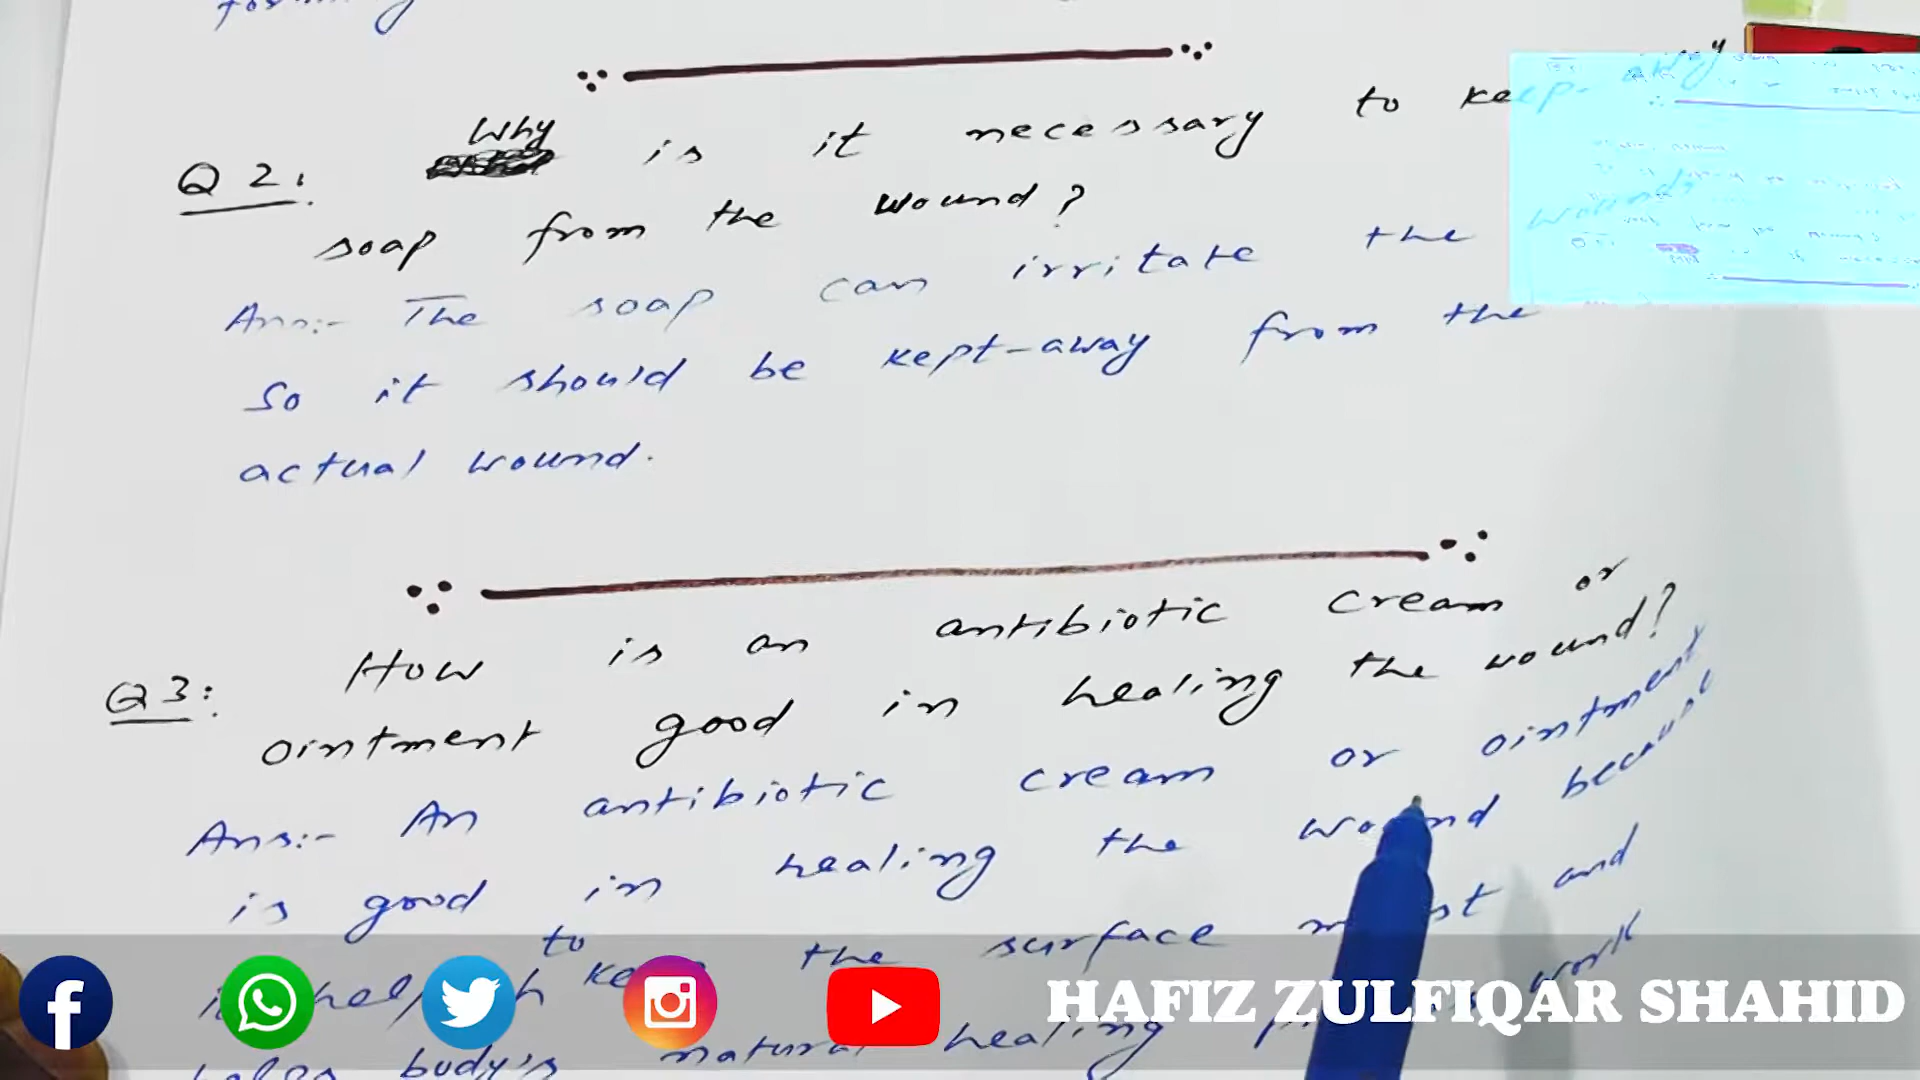 Q 2: Why is it necessary to keep away
soap from the wound?
Ans:- The soap can irritate the wound.
So it should be kept-away from the
actual wound.
Q 3: How is an antibiotic cream or
ointment good in healing the wound?
Ans:- An antibiotic cream or ointment
is good in healing the wound because
to the surface and
body's natural healing work
HAFIZ ZULFIQAR SHAHID